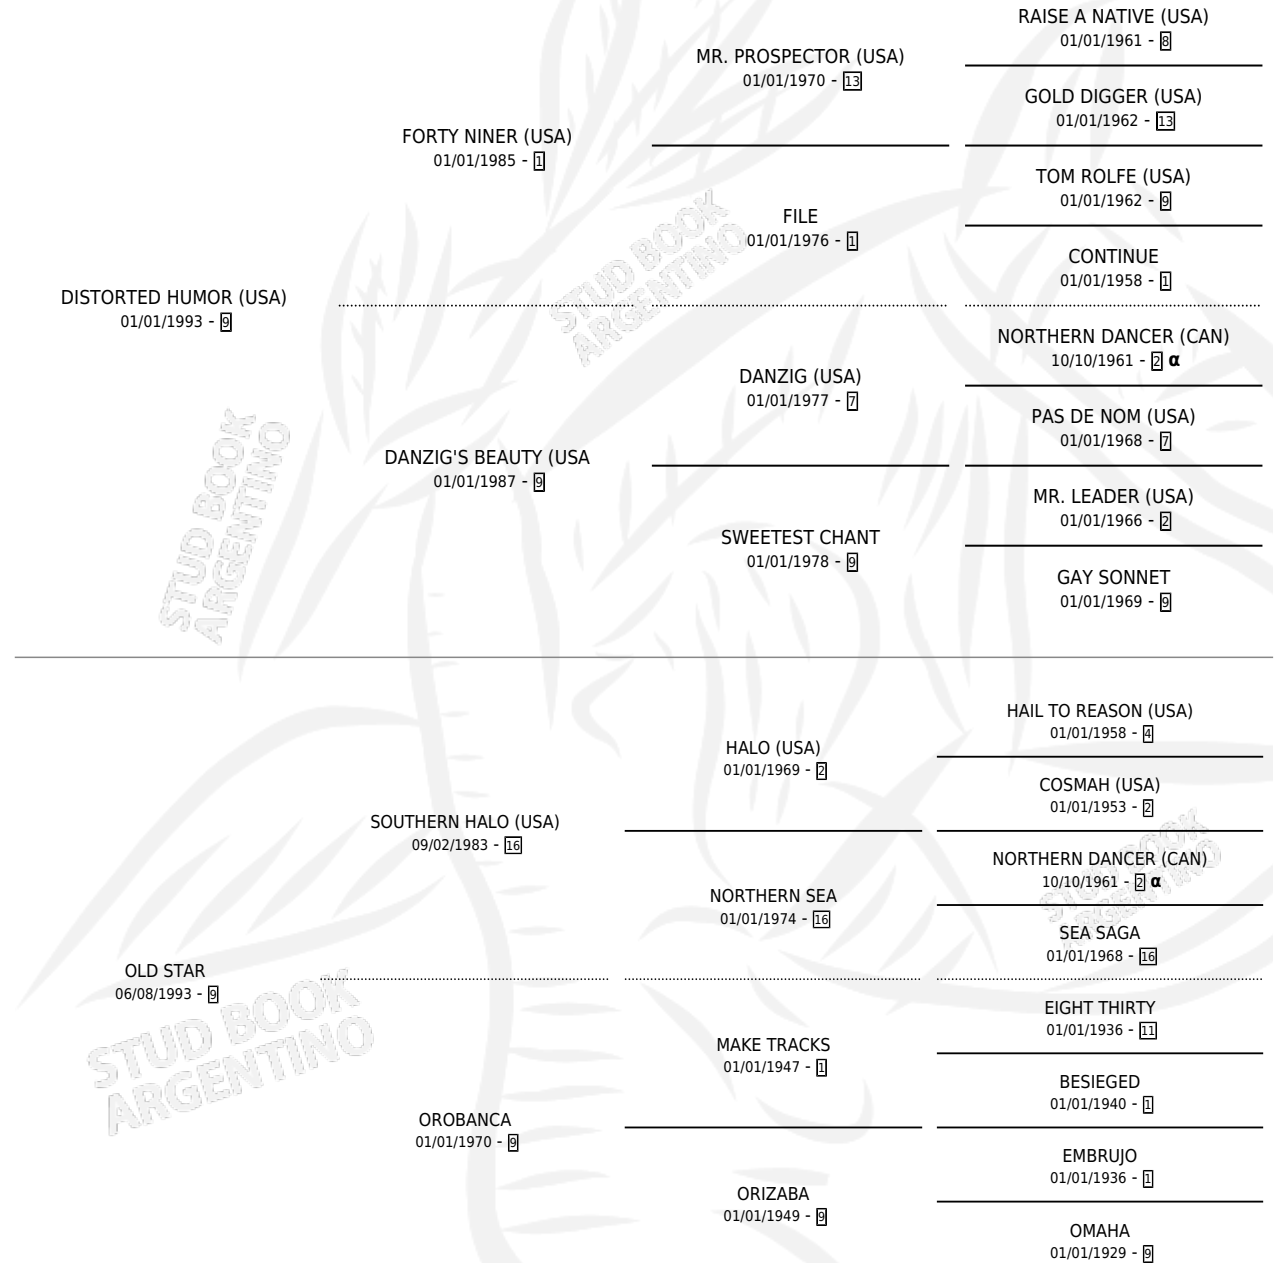 RAISE A NATIVE (USA)
01/01/1961 - 8
MR. PROSPECTOR (USA)
01/01/1970 - 13
GOLD DIGGER (USA)
01/01/1962 - 13
FORTY NINER (USA)
01/01/1985 - 1
TOM ROLFE (USA)
01/01/1962 - 9
FILE
01/01/1976 - 1
CONTINUE
01/01/1958 - 1
DISTORTED HUMOR (USA)
01/01/1993 - 9
NORTHERN DANCER (CAN)
10/10/1961 - 2 α
DANZIG (USA)
01/01/1977 - 7
PAS DE NOM (USA)
01/01/1968 - 7
DANZIG'S BEAUTY (USA
01/01/1987 - 9
MR. LEADER (USA)
01/01/1966 - 2
SWEETEST CHANT
01/01/1978 - 9
GAY SONNET
01/01/1969 - 9
HAIL TO REASON (USA)
01/01/1958 - 4
HALO (USA)
01/01/1969 - 2
COSMAH (USA)
01/01/1953 - 2
SOUTHERN HALO (USA)
09/02/1983 - 16
NORTHERN DANCER (CAN)
10/10/1961 - 2 α
NORTHERN SEA
01/01/1974 - 16
SEA SAGA
01/01/1968 - 16
OLD STAR
06/08/1993 - 9
EIGHT THIRTY
01/01/1936 - 11
MAKE TRACKS
01/01/1947 - 1
BESIEGED
01/01/1940 - 1
OROBANCA
01/01/1970 - 9
EMBRUJO
01/01/1936 - 1
ORIZABA
01/01/1949 - 9
OMAHA
01/01/1929 - 9
STUD BOOK
ARGENTINO
STUD BOOK
ARGENTINO
STUD BOOK
ARGENTINO
STUD BOOK
ARGENTINO